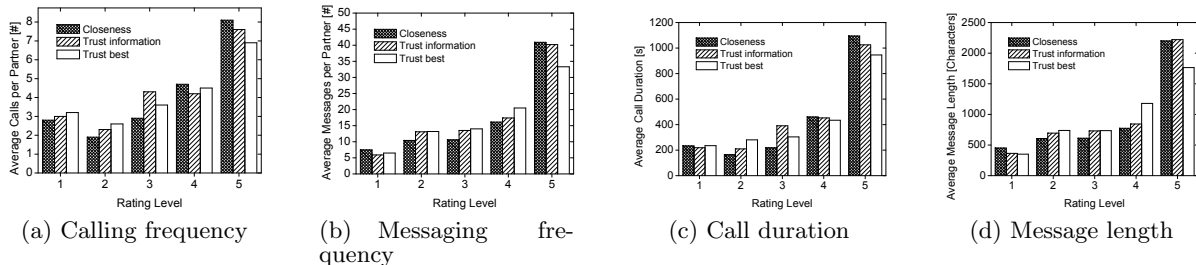 Average Calls per Partner [#]
8
7
6
5
4
3
2
1
0
Closeness
Trust information
Trust best
1 2 3 4 5
Rating Level
(a) Calling frequency
Average Messages per Partner [#]
50
45
40
35
30
25
20
15
10
5
0
Closeness
Trust information
Trust best
1 2 3 4 5
Rating Level
(b) Messaging fre-
quency
Average Call Duration [s]
1200
1000
800
600
400
200
0
Closeness
Trust information
Trust best
1 2 3 4 5
Rating Level
(c) Call duration
Average Message Length [Characters]
2500
2000
1500
1000
500
0
Closeness
Trust information
Trust best
1 2 3 4 5
Rating Level
(d) Message length